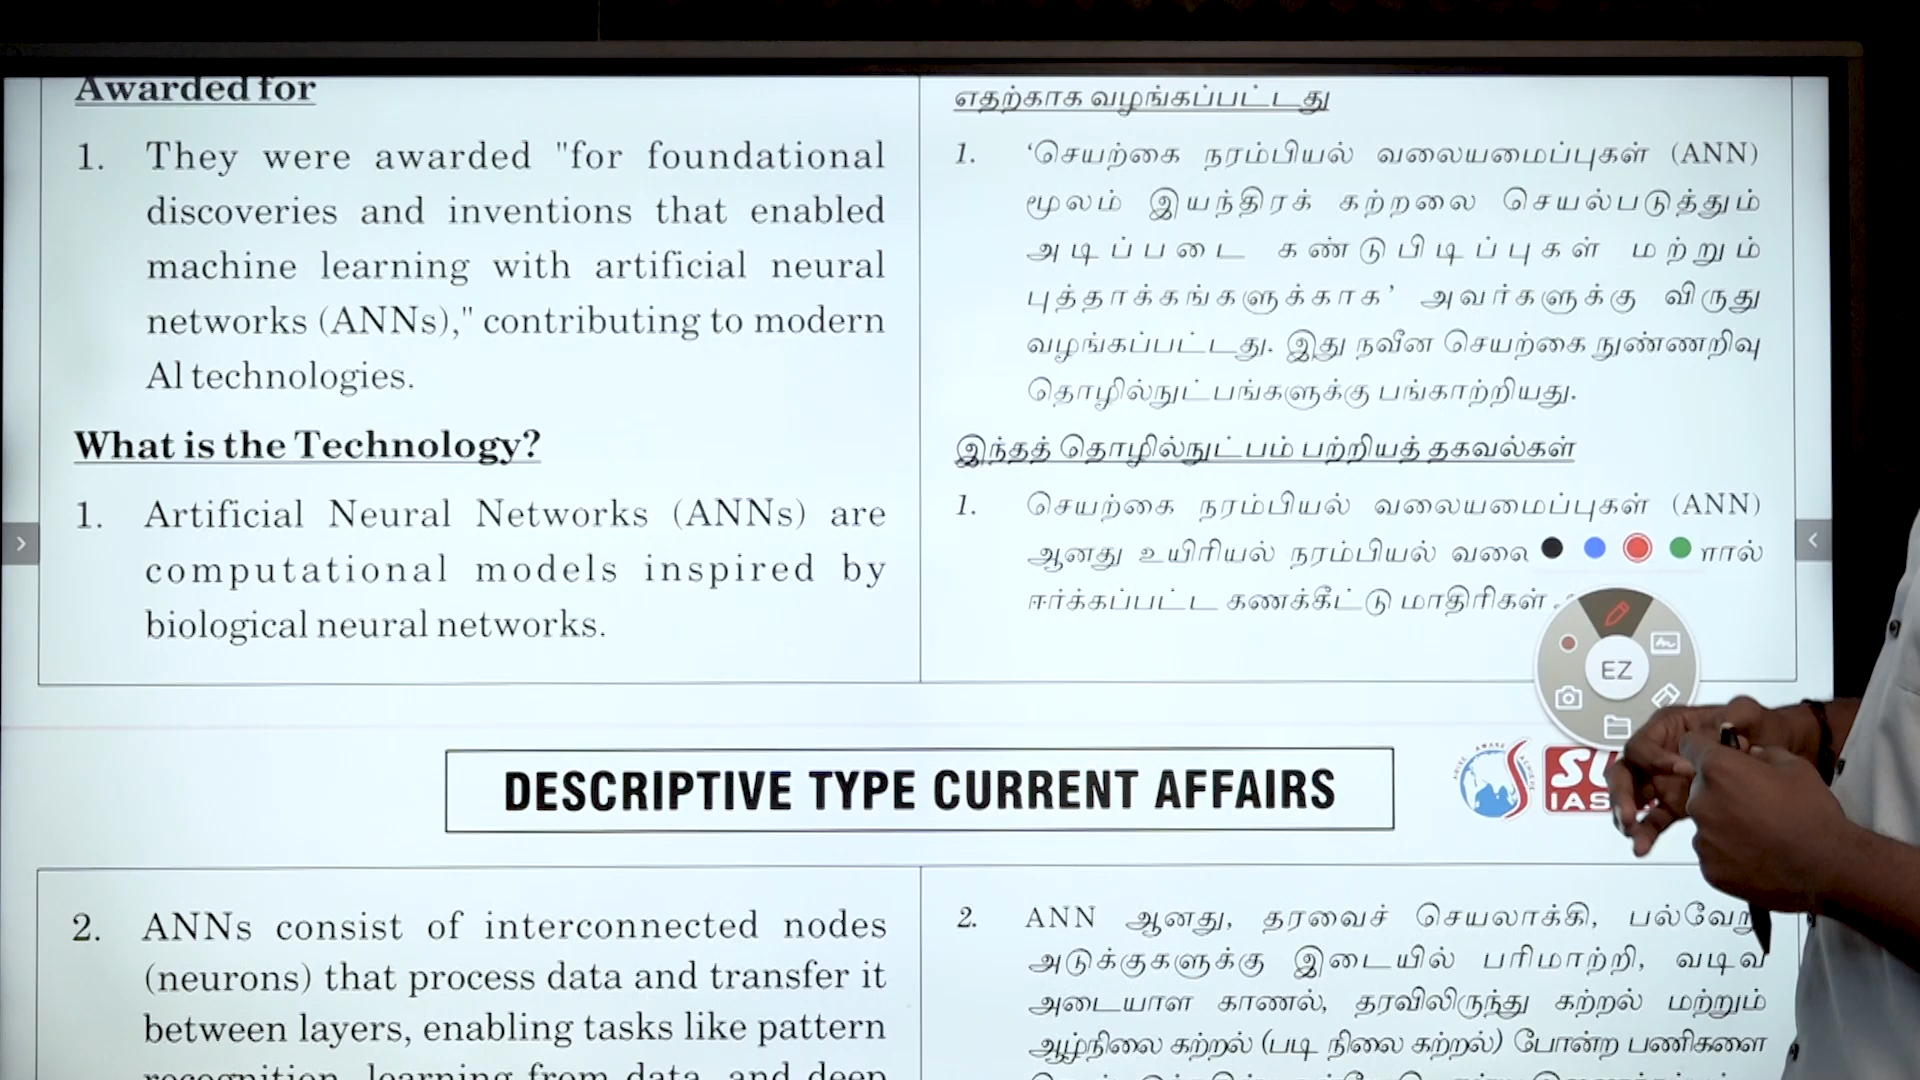 Awarded for
1. They were awarded "for foundational
discoveries and inventions that enabled
machine learning with artificial neural
networks (ANNs)," contributing to modern
Al technologies.
What is the Technology?
1. Artificial Neural Networks (ANNs) are
computational models inspired by
biological neural networks.
எதற்காக வழங்கப்பட்டது
1. ‘செயற்கை நரம்பியல் வலையமைப்புகள் (ANN)
மூலம் இயந்திரக் கற்றலை செயல்படுத்தும்
அடிப்படை கண்டுபிடிப்புகள் மற்றும்
புத்தாக்கங்களுக்காக’ அவர்களுக்கு விருது
வழங்கப்பட்டது. இது நவீன செயற்கை நுண்ணறிவு
தொழில்நுட்பங்களுக்கு பங்காற்றியது.
இந்தத் தொழில்நுட்பம் பற்றியத் தகவல்கள்
1. செயற்கை நரம்பியல் வலையமைப்புகள் (ANN)
ஆனது உயிரியல் நரம்பியல் வலை ளால்
ஈர்க்கப்பட்ட கணக்கீட்டு மாதிரிகள்.
EZ
DESCRIPTIVE TYPE CURRENT AFFAIRS
IAS
2. ANNs consist of interconnected nodes
(neurons) that process data and transfer it
between layers, enabling tasks like pattern
recognition, learning from data, and deep
2. ANN ஆனது, தரவைச் செயலாக்கி,
அடுக்குகளுக்கு இடையில் பரிமாற்றி, வடிவ
அடையாள காணல், தரவிலிருந்து கற்றல் மற்றும்
ஆழ்நிலை கற்றல் (படி நிலை கற்றல்) போன்ற பணிகளை